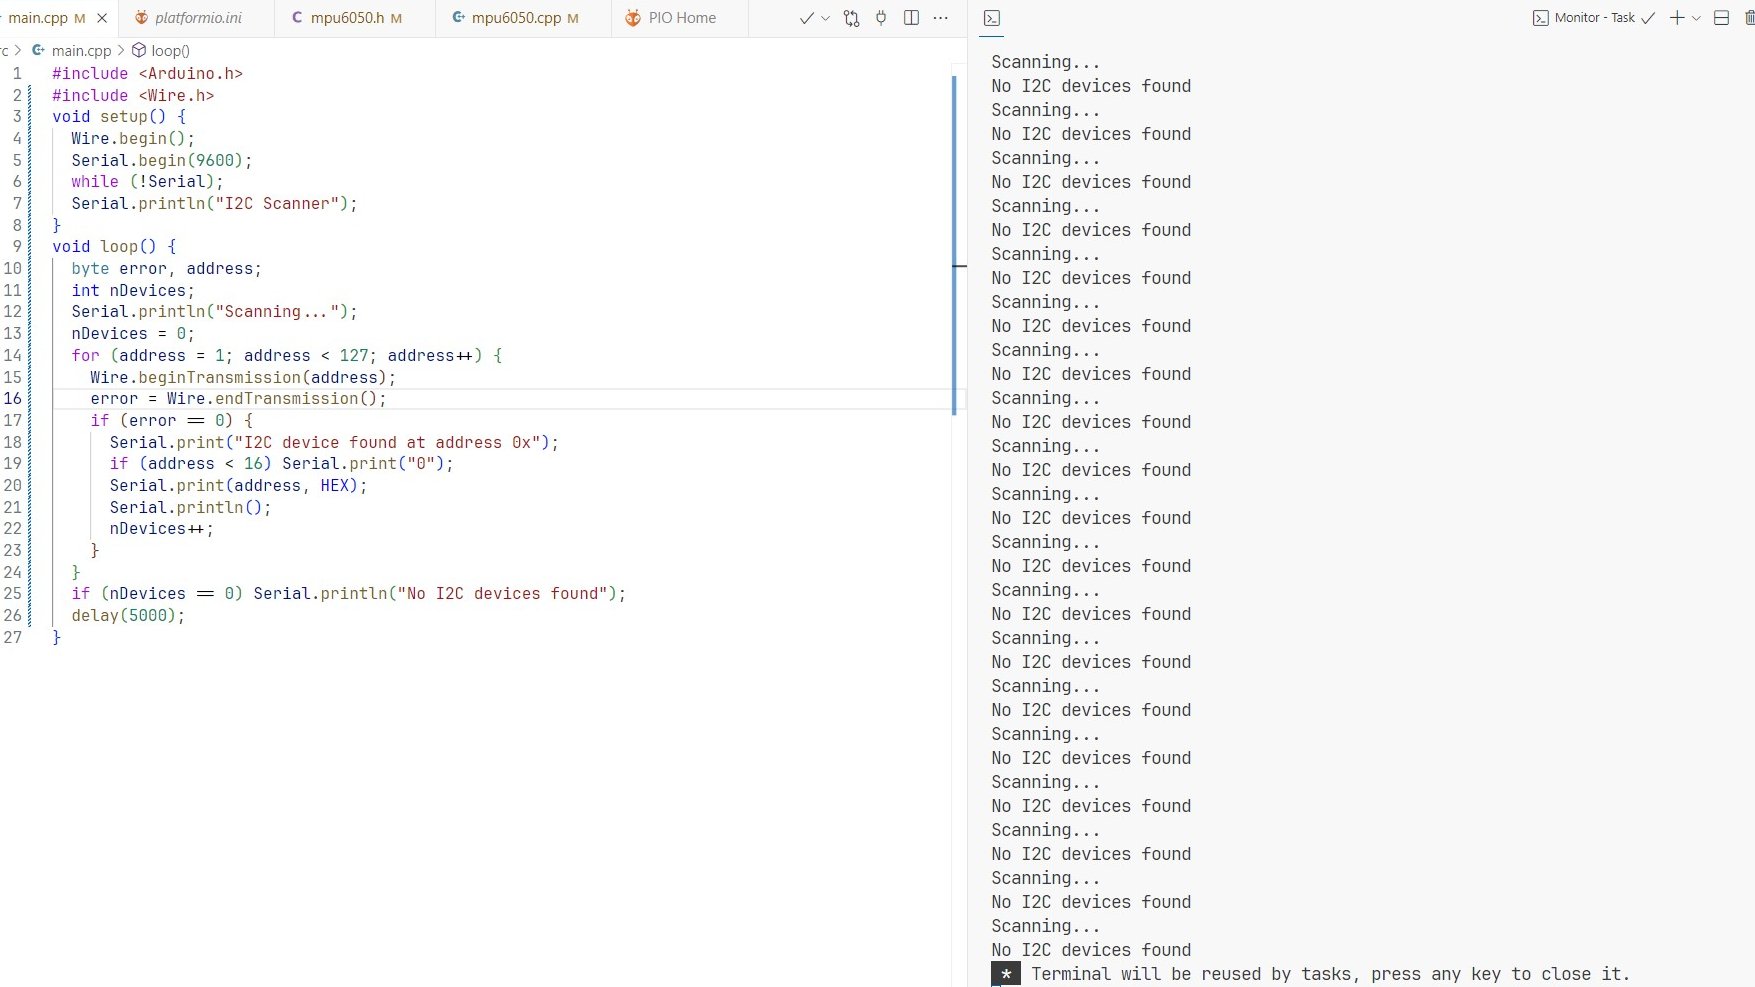 main.cpp M platformio.ini mpu6050.h M mpu6050.cpp M PIO Home
rc > main.cpp > loop()
1 #include <Arduino.h>
2 #include <Wire.h>
3 void setup() {
4 Wire.begin();
5 Serial.begin(9600);
6 while (!Serial);
7 Serial.println("I2C Scanner");
8 }
9 void loop() {
10 byte error, address;
11 int nDevices;
12 Serial.println("Scanning...");
13 nDevices = 0;
14 for (address = 1; address < 127; address++) {
15 Wire.beginTransmission(address);
16 error = Wire.endTransmission();
17 if (error == 0) {
18 Serial.print("I2C device found at address 0x");
19 if (address < 16) Serial.print("0");
20 Serial.print(address, HEX);
21 Serial.println();
22 nDevices++;
23 }
24 }
25 if (nDevices == 0) Serial.println("No I2C devices found");
26 delay(5000);
27 }
Monitor - Task
Scanning...
No I2C devices found
Scanning...
No I2C devices found
Scanning...
No I2C devices found
Scanning...
No I2C devices found
Scanning...
No I2C devices found
Scanning...
No I2C devices found
Scanning...
No I2C devices found
Scanning...
No I2C devices found
Scanning...
No I2C devices found
Scanning...
No I2C devices found
Scanning...
No I2C devices found
Scanning...
No I2C devices found
Scanning...
No I2C devices found
Scanning...
No I2C devices found
Scanning...
No I2C devices found
Scanning...
No I2C devices found
Scanning...
No I2C devices found
Scanning...
No I2C devices found
Scanning...
No I2C devices found
* Terminal will be reused by tasks, press any key to close it.